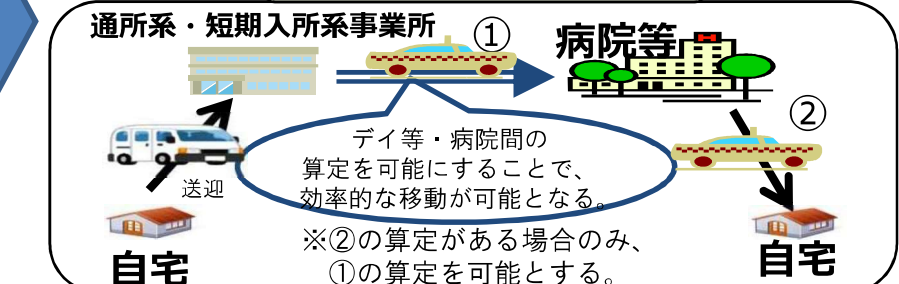 通所系・短期入所系事業所
①
病院等
②
デイ等・病院間の
算定を可能にすることで、
効率的な移動が可能となる。
送迎
自宅
※②の算定がある場合のみ、
①の算定を可能とする。
自宅